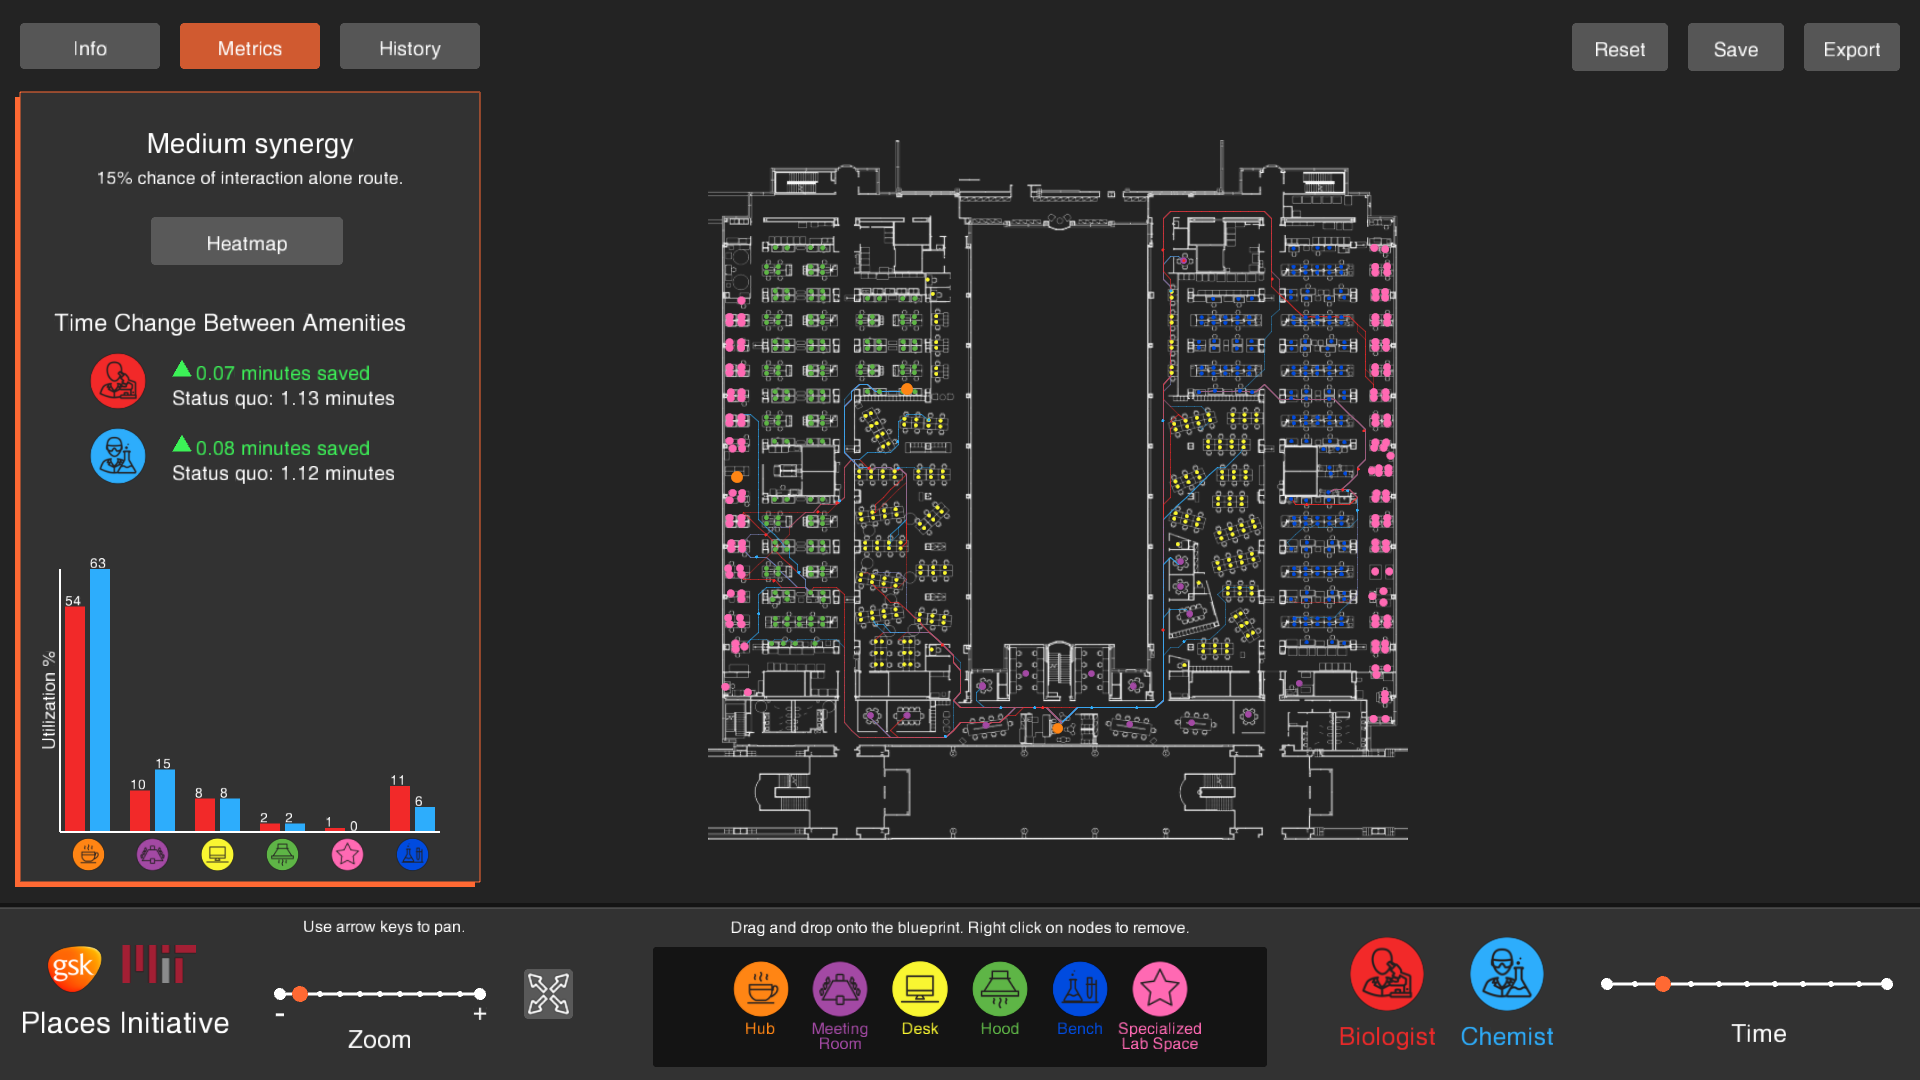 Info
Metrics
History
Reset
Save
Export
Medium synergy
15% chance of interaction alone route.
Heatmap
Time Change Between Amenities
0.07 minutes saved
Status quo: 1.13 minutes
0.08 minutes saved
Status quo: 1.12 minutes
Utilization %
54
63
10
15
8
8
2
2
1
0
11
6
Use arrow keys to pan.
Drag and drop onto the blueprint. Right click on nodes to remove.
gsk
MIT
Places Initiative
-
+
Zoom
Hub
Meeting
Room
Desk
Hood
Bench
Specialized
Lab Space
Biologist
Chemist
Time